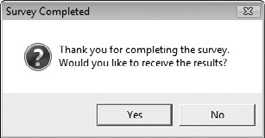 Survey Completed
Thank you for completing the survey.
Would you like to receive the results?
Yes
No